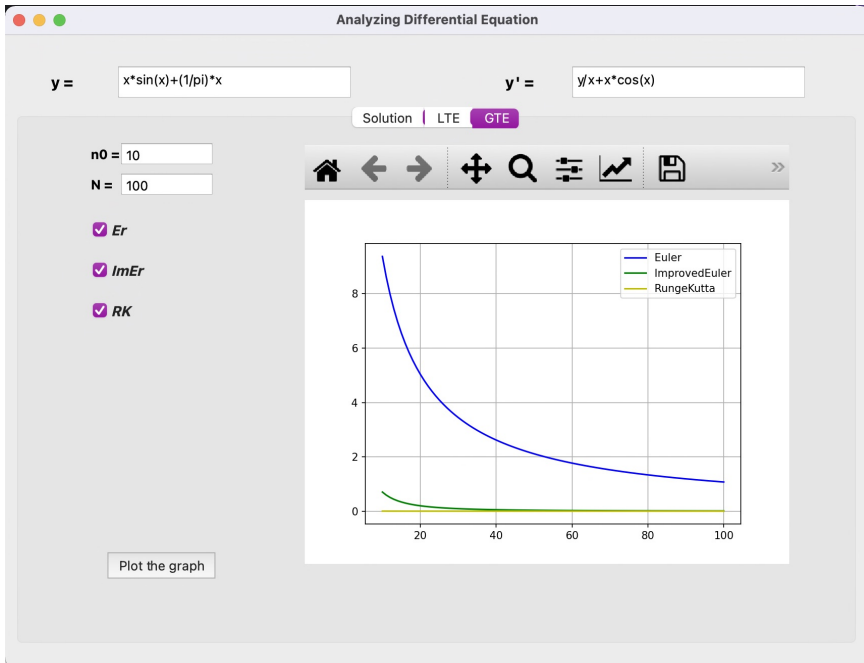 Analyzing Differential Equation
y = x*sin(x)+(1/pi)*x y' = y/x+x*cos(x)
Solution LTE GTE
n0 = 10
N = 100
Er
ImEr
RK
Plot the graph
Euler
ImprovedEuler
RungeKutta
8
6
4
2
0
20 40 60 80 100